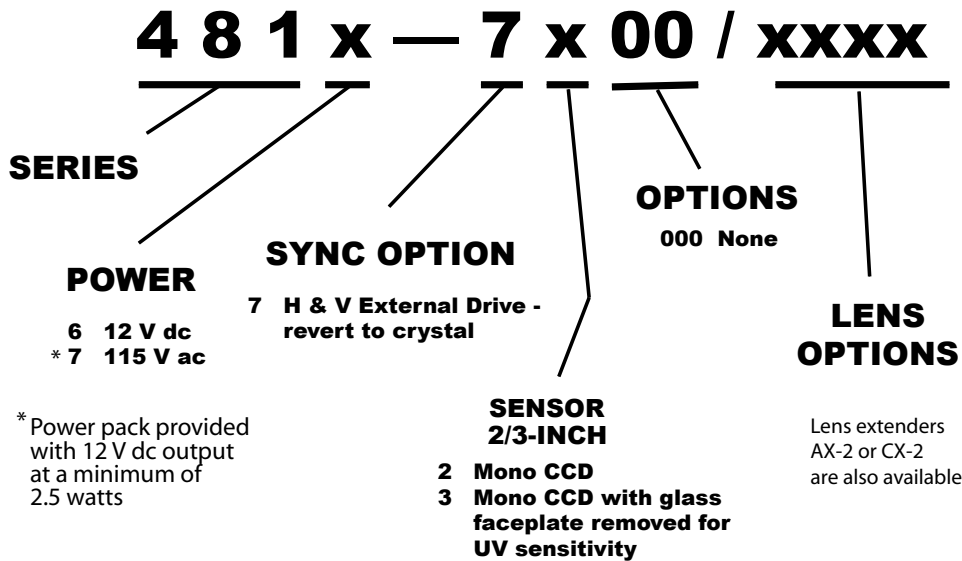 4 8 1 x — 7 x 00 / xxxx
SERIES
POWER
6 12 V dc
* 7 115 V ac
* Power pack provided
with 12 V dc output
at a minimum of
2.5 watts
SYNC OPTION
7 H & V External Drive -
revert to crystal
SENSOR
2/3-INCH
2 Mono CCD
3 Mono CCD with glass
faceplate removed for
UV sensitivity
OPTIONS
000 None
LENS
OPTIONS
Lens extenders
AX-2 or CX-2
are also available